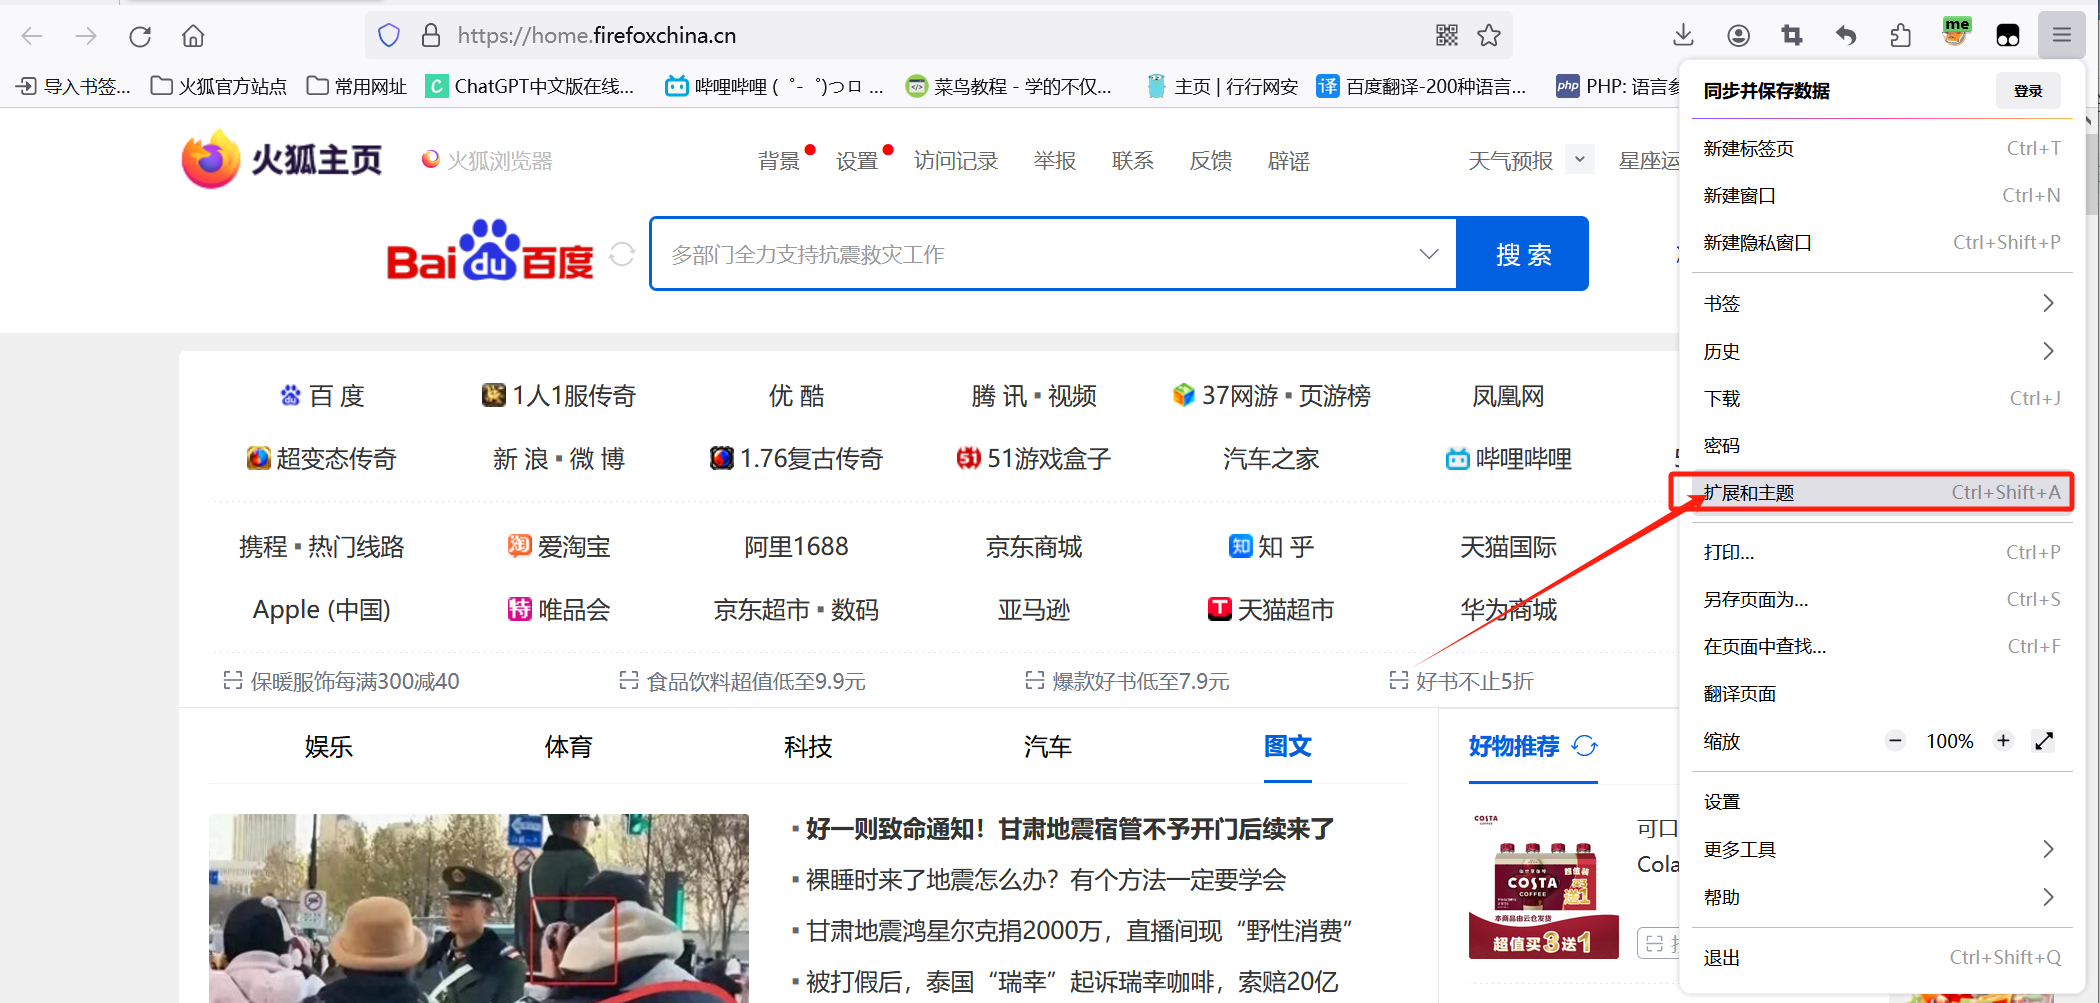 https://home.firefoxchina.cn
me
导入书签... 火狐官方站点 常用网址 C ChatGPT中文版在线... 哔哩哔哩 ( ゜- ゜)つロ ... 菜鸟教程 - 学的不仅... 主页 | 行行网安 译 百度翻译-200种语言... php PHP: 语言参
火狐主页 火狐浏览器 背景 设置 访问记录 举报 联系 反馈 辟谣 天气预报 星座运
Bai du 百度 多部门全力支持抗震救灾工作 搜 索
百 度 1人1服传奇 优 酷 腾 讯 ▪ 视频 37网游 ▪ 页游榜 凤凰网
超变态传奇 新 浪 ▪ 微 博 1.76复古传奇 51 51游戏盒子 汽车之家 哔哩哔哩
携程 ▪ 热门线路 淘 爱淘宝 阿里1688 京东商城 知 知 乎 天猫国际
Apple (中国) 特 唯品会 京东超市 ▪ 数码 亚马逊 T 天猫超市 华为商城
保暖服饰每满300减40 食品饮料超值低至9.9元 爆款好书低至7.9元 好书不止5折
娱乐 体育 科技 汽车 图文 好物推荐
▪ 好一则致命通知！甘肃地震宿管不予开门后续来了
▪ 裸睡时来了地震怎么办？有个方法一定要学会
▪ 甘肃地震鸿星尔克捐2000万，直播间现“野性消费”
▪ 被打假后，泰国“瑞幸”起诉瑞幸咖啡，索赔20亿
COSTA
COSTA
COFFEE
买3
送1
本商品由云仓发货
超值买3送1
可口
Cola
同步并保存数据 登录
新建标签页 Ctrl+T
新建窗口 Ctrl+N
新建隐私窗口 Ctrl+Shift+P
书签
历史
下载 Ctrl+J
密码
扩展和主题 Ctrl+Shift+A
打印... Ctrl+P
另存页面为... Ctrl+S
在页面中查找... Ctrl+F
翻译页面
缩放 − 100% +
设置
更多工具
帮助
退出 Ctrl+Shift+Q